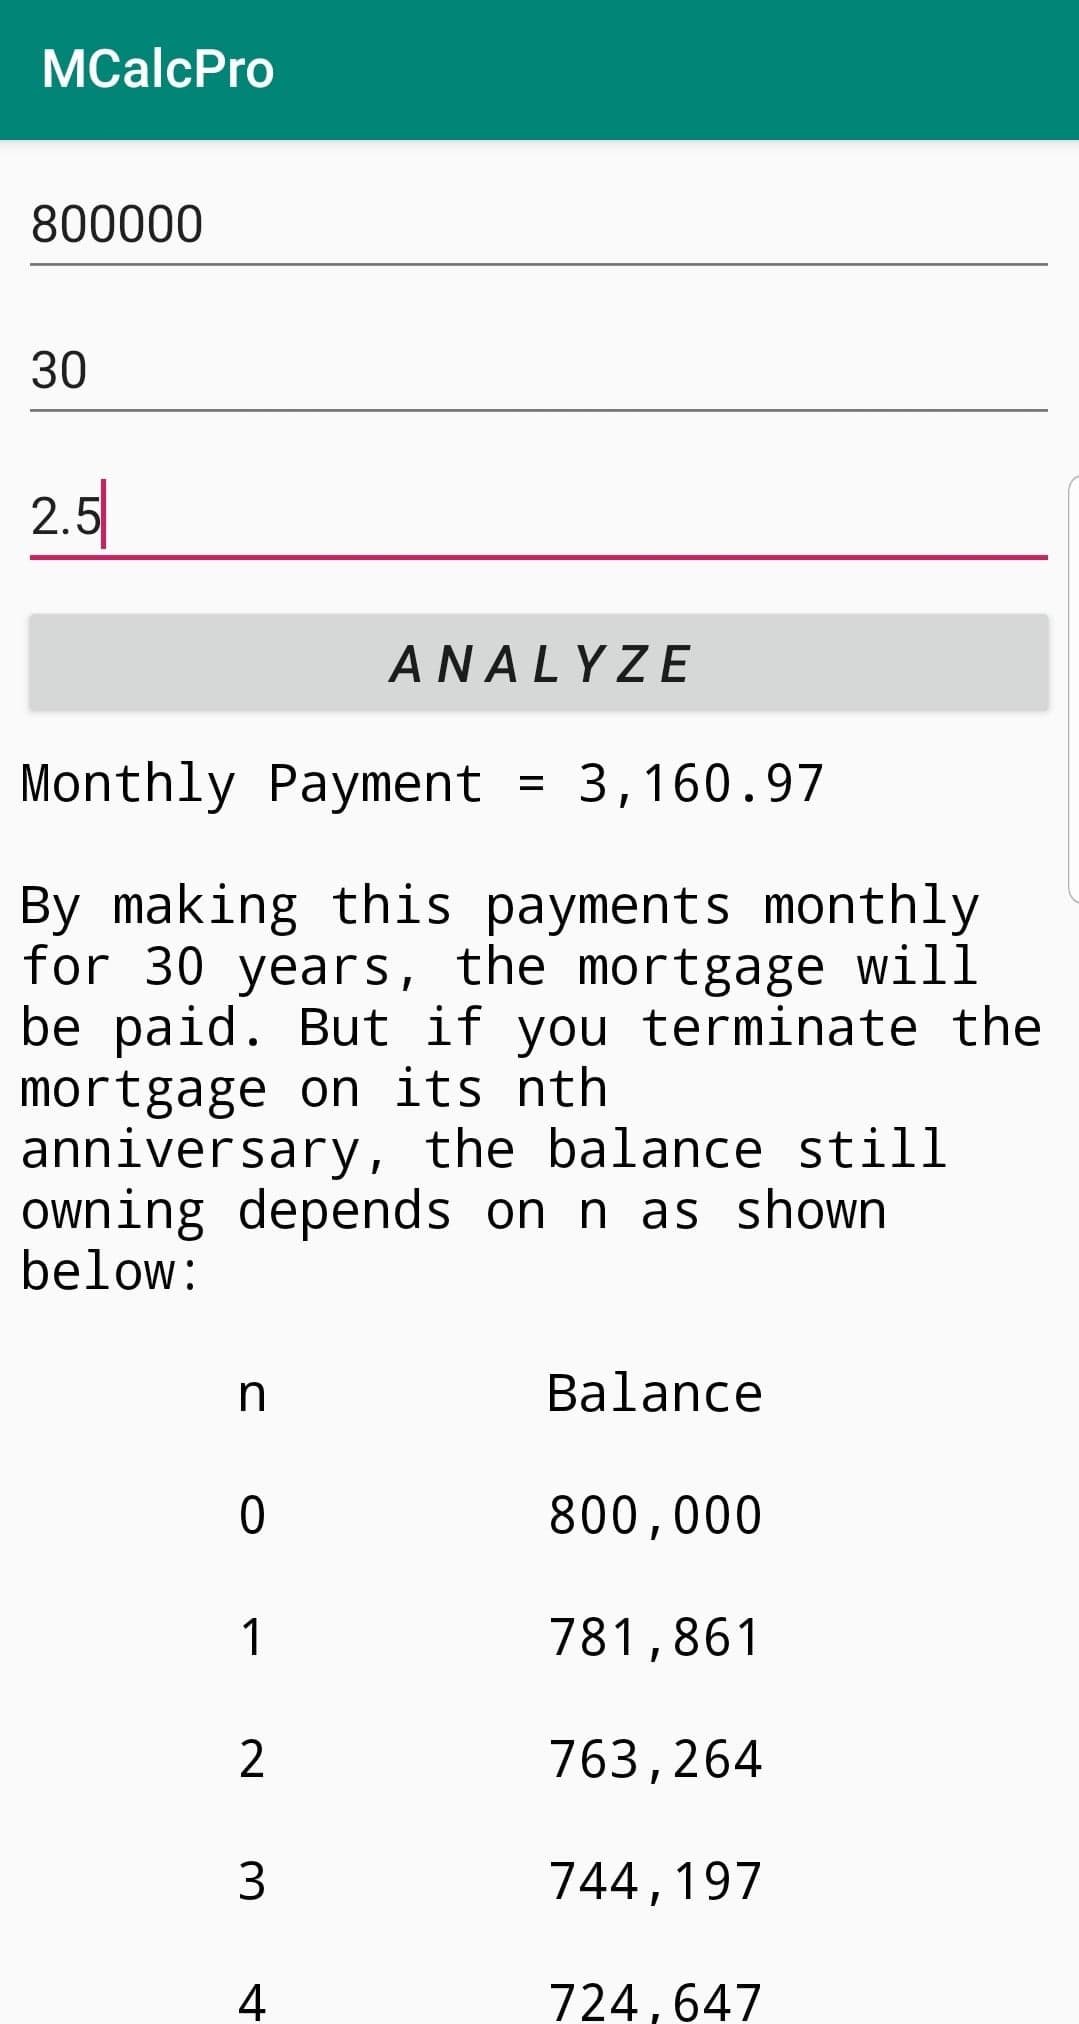 MCalcPro
800000
30
2.5
ANALYZE
Monthly Payment = 3,160.97
By making this payments monthly
for 30 years, the mortgage will
be paid. But if you terminate the
mortgage on its nth
anniversary, the balance still
owning depends on n as shown
below:
n Balance
0 800,000
1 781,861
2 763,264
3 744,197
4 724,647